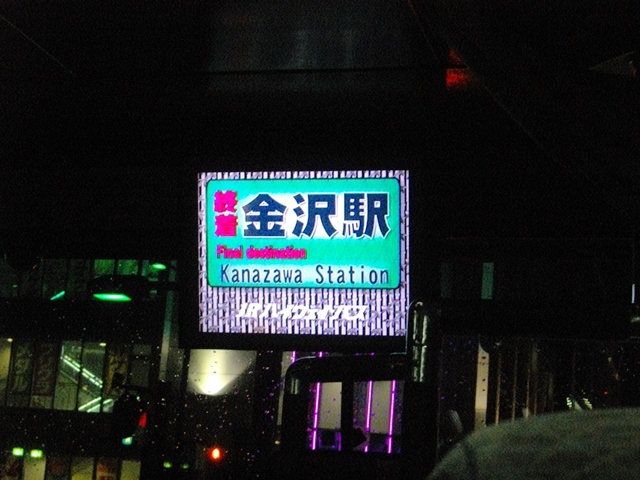 終着 金沢駅
Final destination
Kanazawa Station
JRハイウェイバス